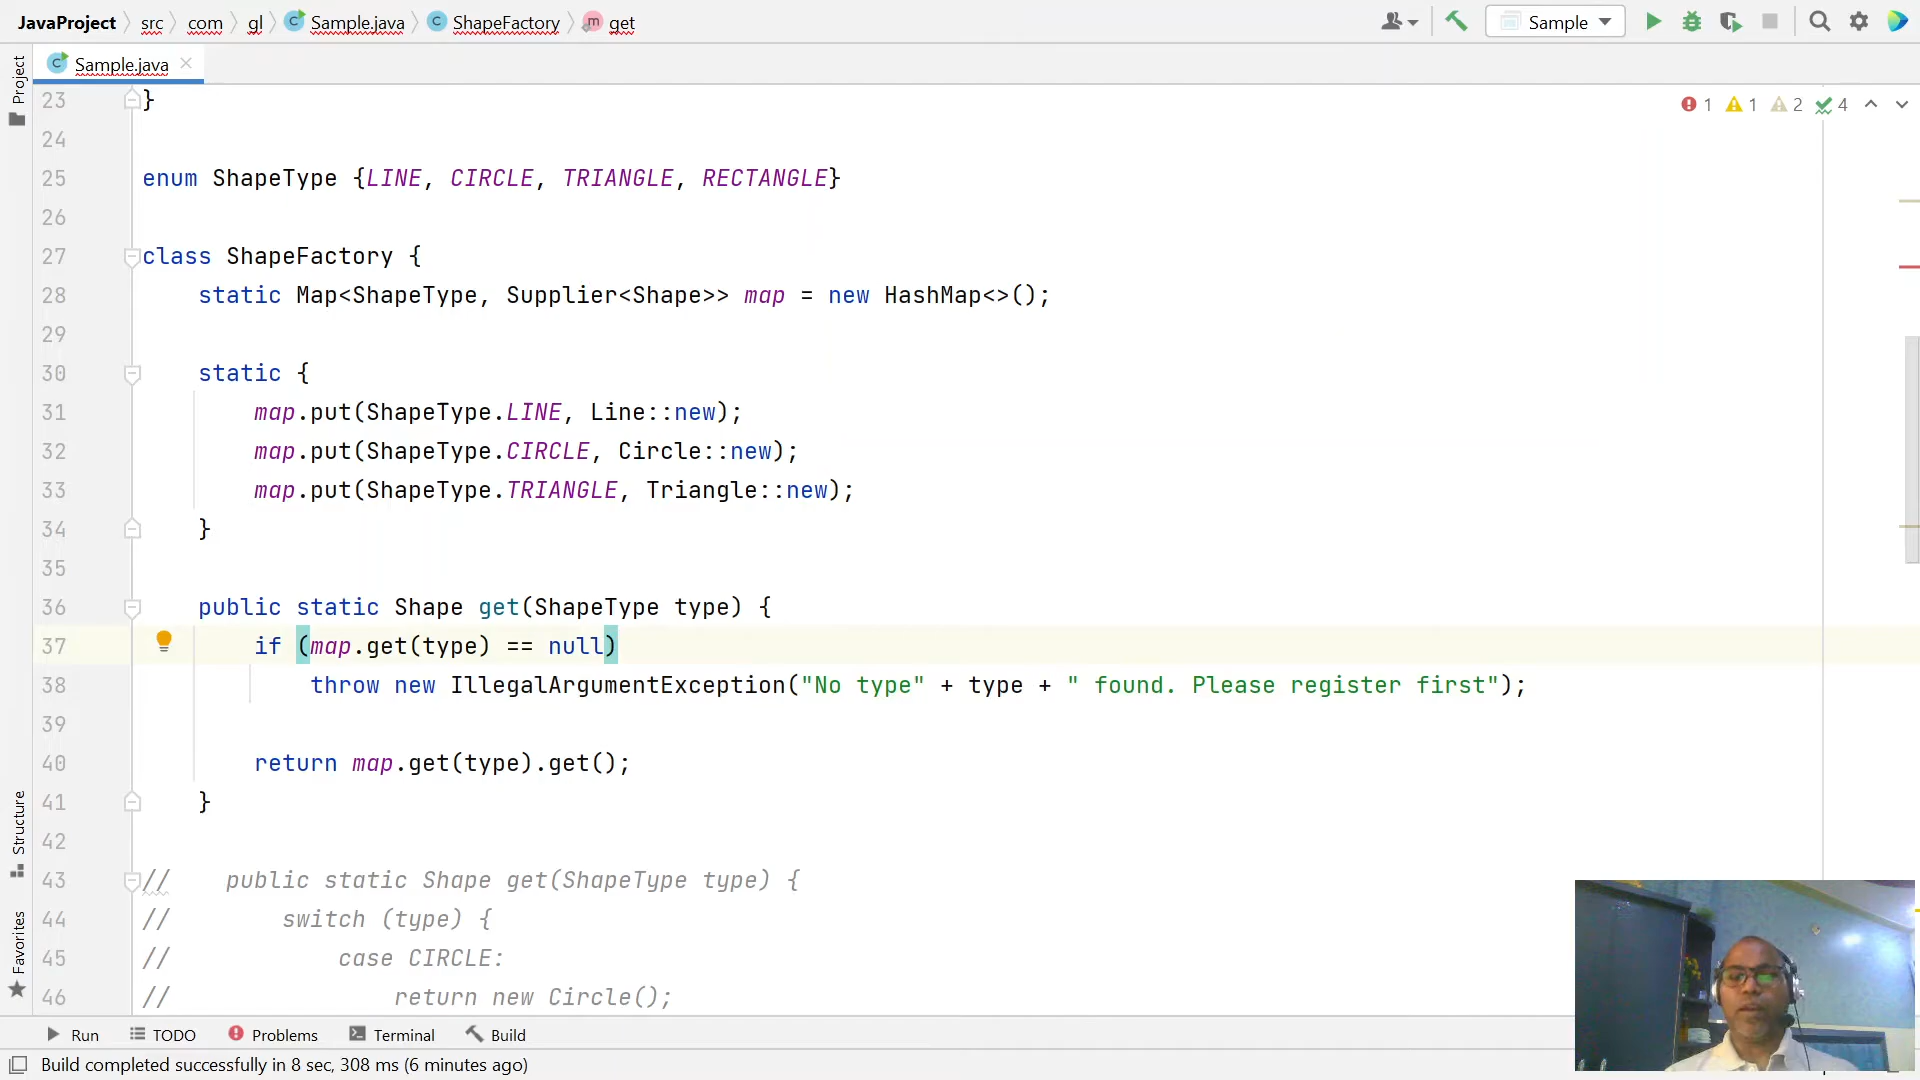 JavaProject src com gl Sample.java ShapeFactory get
Sample
Sample.java
Project
Structure
Favorites
1 1 2 4
23 }
24
25 enum ShapeType {LINE, CIRCLE, TRIANGLE, RECTANGLE}
26
27 class ShapeFactory {
28 static Map<ShapeType, Supplier<Shape>> map = new HashMap<>();
29
30 static {
31 map.put(ShapeType.LINE, Line::new);
32 map.put(ShapeType.CIRCLE, Circle::new);
33 map.put(ShapeType.TRIANGLE, Triangle::new);
34 }
35
36 public static Shape get(ShapeType type) {
37 if (map.get(type) == null)
38 throw new IllegalArgumentException("No type" + type + " found. Please register first");
39
40 return map.get(type).get();
41 }
42
43 // public static Shape get(ShapeType type) {
44 // switch (type) {
45 // case CIRCLE:
46 // return new Circle();
Run TODO Problems Terminal Build
Build completed successfully in 8 sec, 308 ms (6 minutes ago)